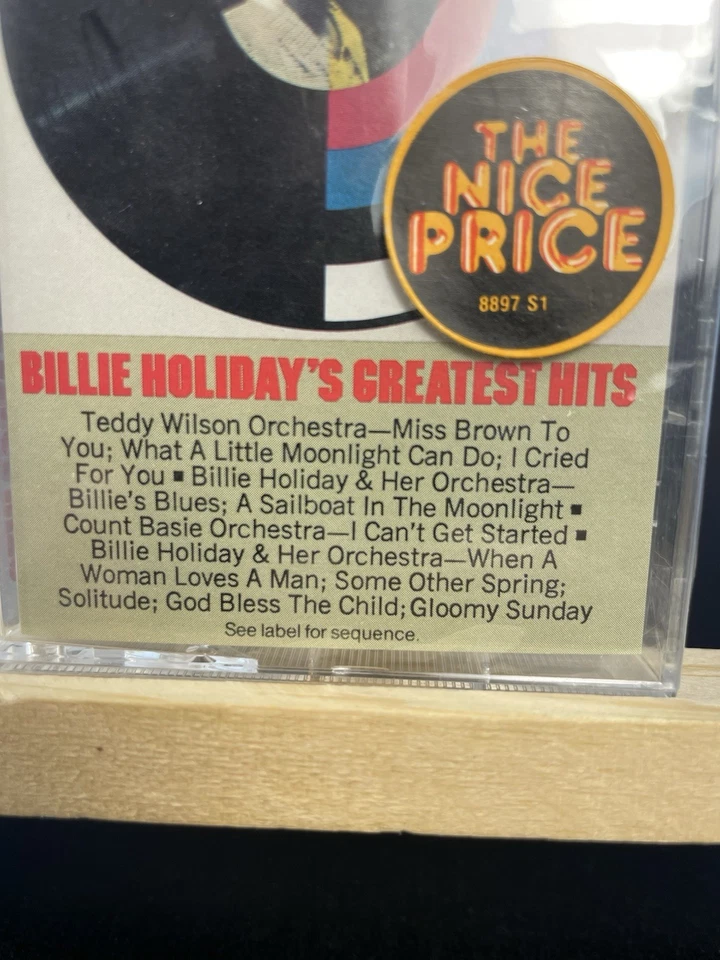 THE
NICE
PRICE
8897 S1
BILLIE HOLIDAY'S GREATEST HITS
Teddy Wilson Orchestra—Miss Brown To
You; What A Little Moonlight Can Do; I Cried
For You ▪ Billie Holiday & Her Orchestra—
Billie's Blues; A Sailboat In The Moonlight ▪
Count Basie Orchestra—I Can't Get Started ▪
Billie Holiday & Her Orchestra—When A
Woman Loves A Man; Some Other Spring;
Solitude; God Bless The Child; Gloomy Sunday
See label for sequence.